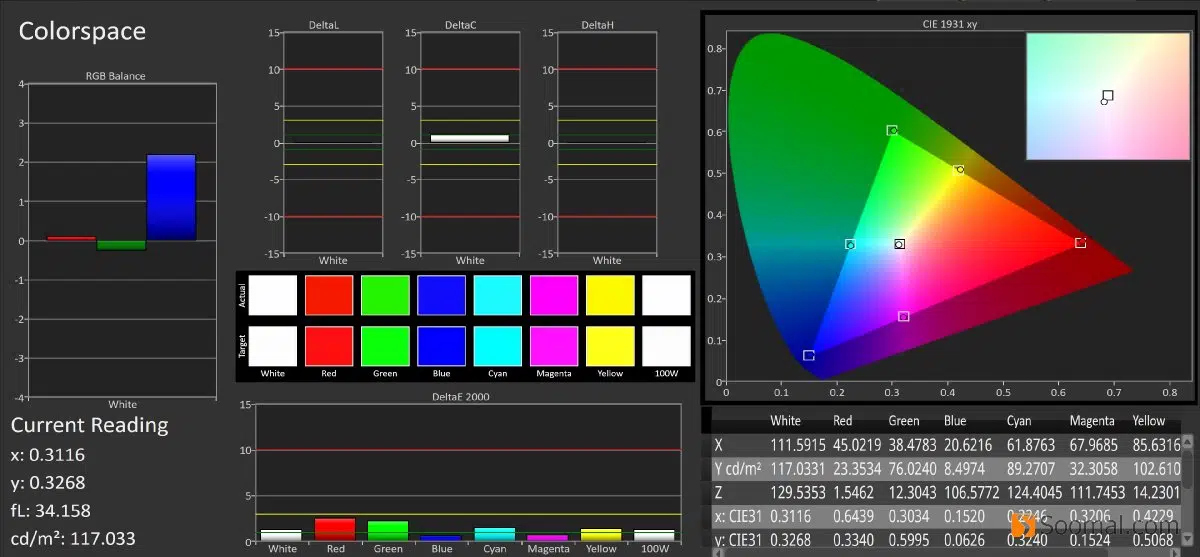 Colorspace
RGB Balance
4
3
2
1
0
-1
-2
-3
-4
White
Current Reading
x: 0.3116
y: 0.3268
fL: 34.158
cd/m²: 117.033
DeltaL
15
10
5
0
-5
-10
-15
White
DeltaC
15
10
5
0
-5
-10
-15
White
DeltaH
15
10
5
0
-5
-10
-15
White
Actual
Target
White Red Green Blue Cyan Magenta Yellow 100W
DeltaE 2000
15
10
5
0
White Red Green Blue Cyan Magenta Yellow 100W
CIE 1931 xy
0.8
0.7
0.6
0.5
0.4
0.3
0.2
0.1
0
0 0.1 0.2 0.3 0.4 0.5 0.6 0.7 0.8
White Red Green Blue Cyan Magenta Yellow
X 111.5915 45.0219 38.4783 20.6216 61.8763 67.9685 85.6316
Y cd/m² 117.0331 23.3534 76.0240 8.4974 89.2707 32.3058 102.610
Z 129.5353 1.5462 12.3043 106.5772 124.4045 111.7453 14.2301
x: CIE31 0.3116 0.6439 0.3034 0.1520 0.2246 0.3206 0.4229
y: CIE31 0.3268 0.3340 0.5995 0.0626 0.3240 0.1524 0.5068
Soomal.com